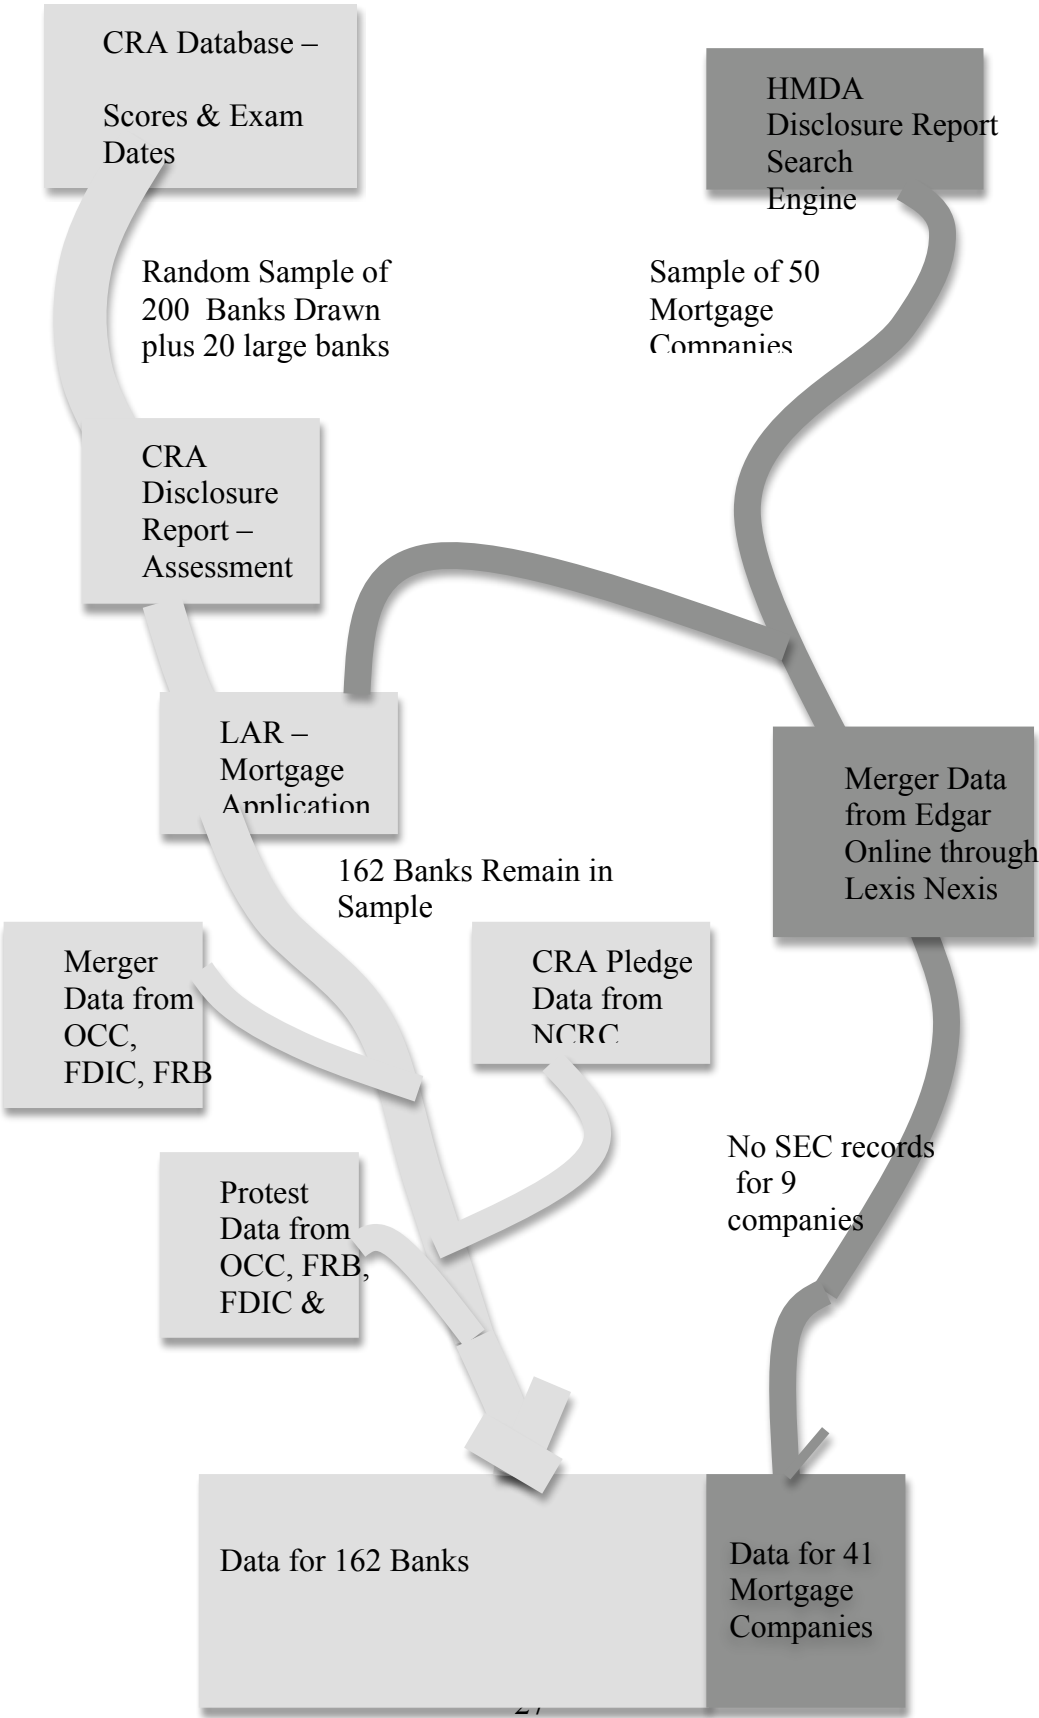 CRA Database –
Scores & Exam
Dates
HMDA
Disclosure Report
Search
Engine
Random Sample of
200 Banks Drawn
plus 20 large banks
Sample of 50
Mortgage
Companies
CRA
Disclosure
Report –
Assessment
LAR –
Mortgage
Application
Merger Data
from Edgar
Online through
Lexis Nexis
162 Banks Remain in
Sample
Merger
Data from
OCC,
FDIC, FRB
CRA Pledge
Data from
NCRC
No SEC records
for 9
companies
Protest
Data from
OCC, FRB,
FDIC &
Data for 162 Banks
Data for 41
Mortgage
Companies
27